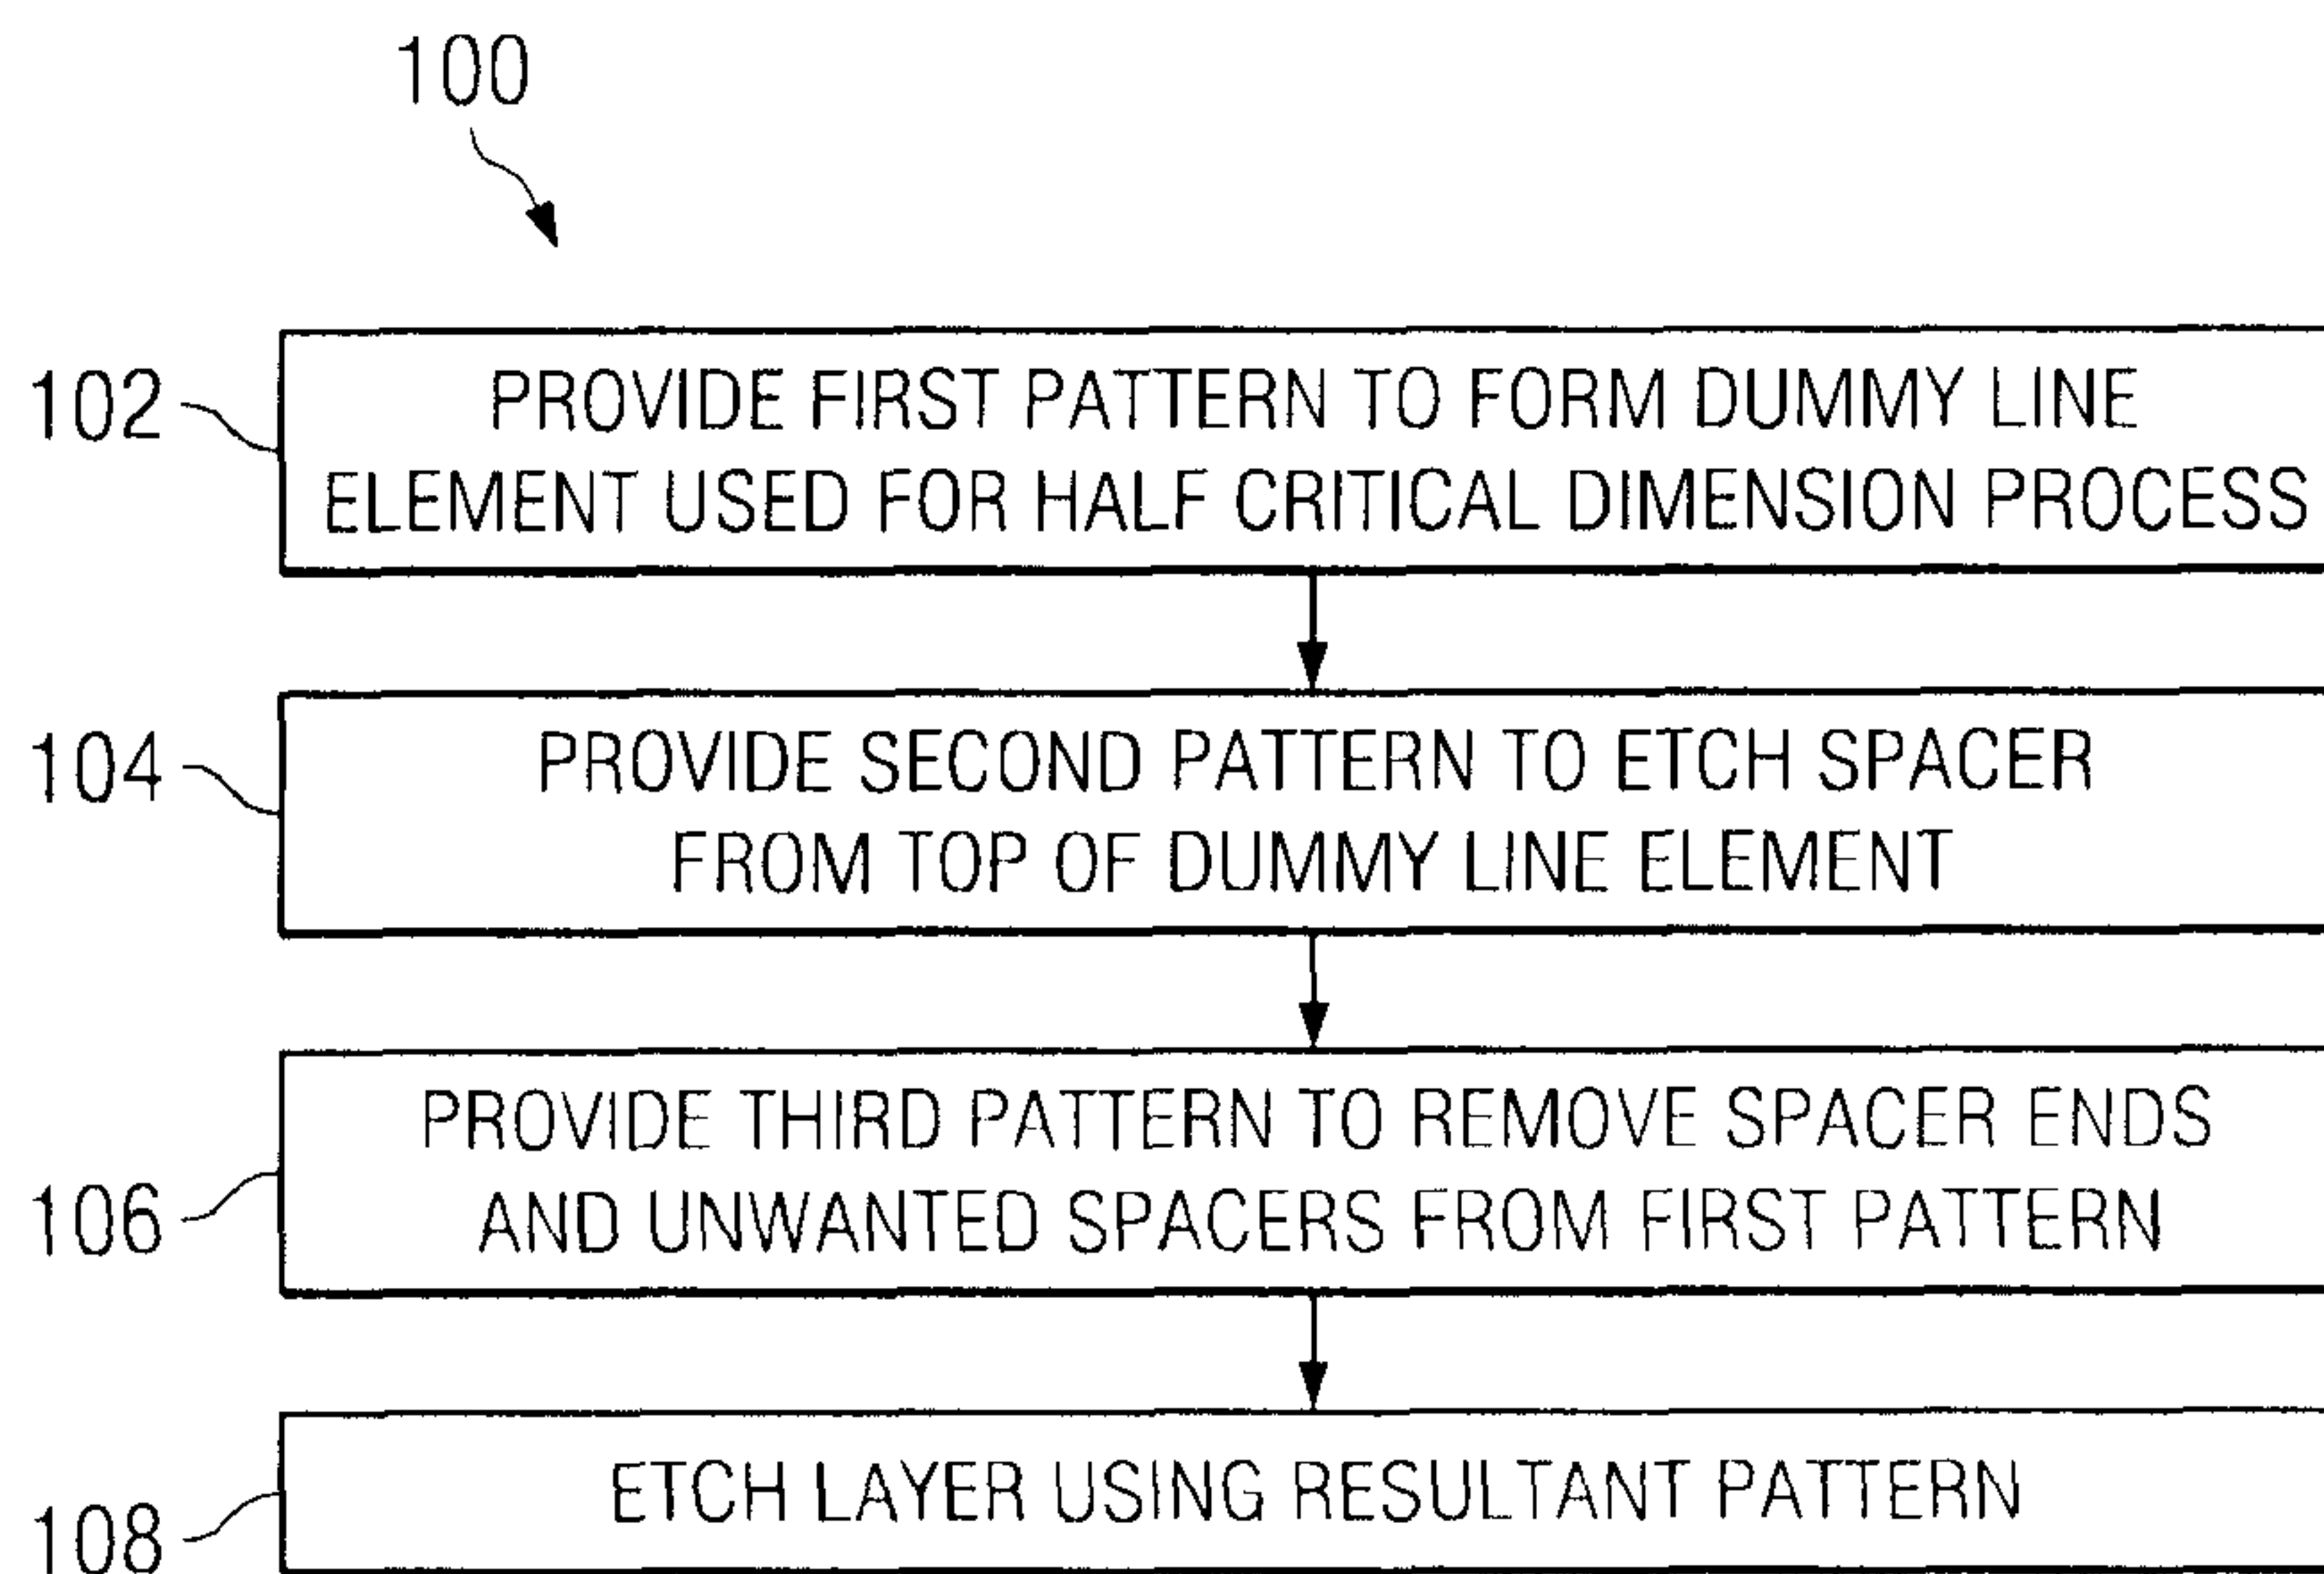 100
102
PROVIDE FIRST PATTERN TO FORM DUMMY LINE
ELEMENT USED FOR HALF CRITICAL DIMENSION PROCESS
104
PROVIDE SECOND PATTERN TO ETCH SPACER
FROM TOP OF DUMMY LINE ELEMENT
106
PROVIDE THIRD PATTERN TO REMOVE SPACER ENDS
AND UNWANTED SPACERS FROM FIRST PATTERN
108
ETCH LAYER USING RESULTANT PATTERN